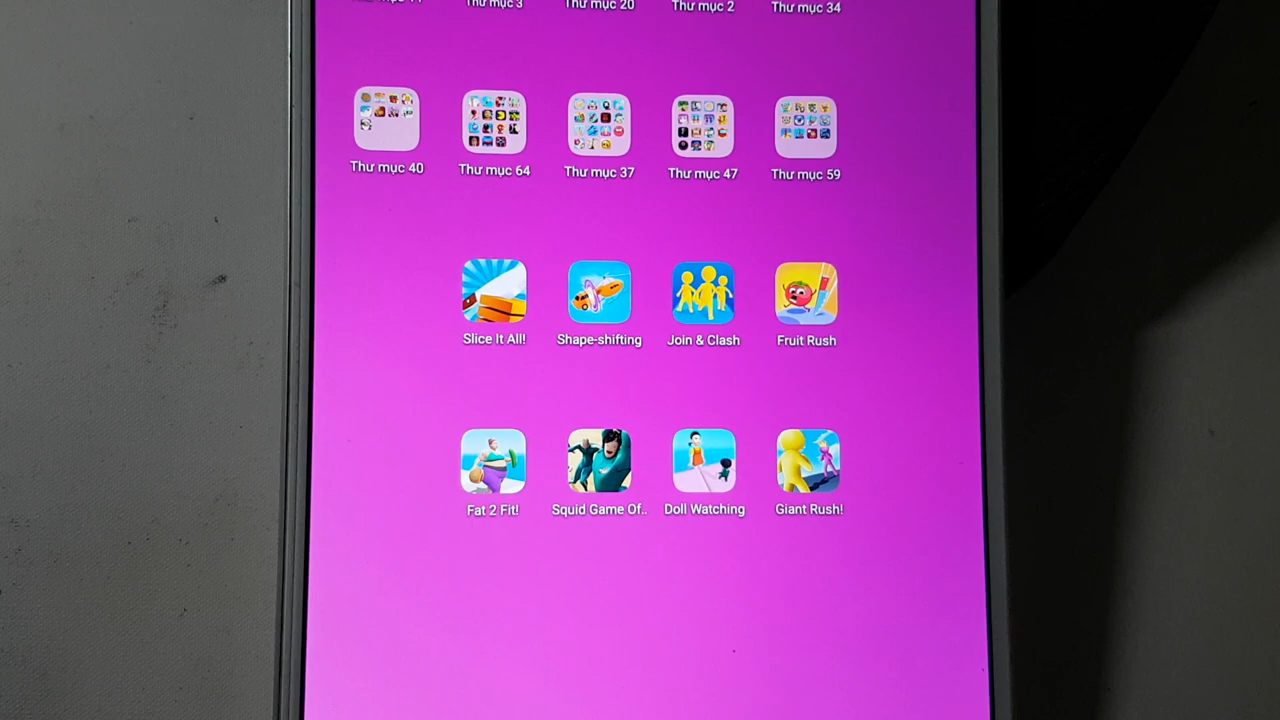 Thư mục 3
Thư mục 20
Thư mục 2
Thư mục 34
Thư mục 40
Thư mục 64
Thư mục 37
Thư mục 47
Thư mục 59
Slice It All!
Shape-shifting
Join & Clash
Fruit Rush
Fat 2 Fit!
Squid Game Of..
Doll Watching
Giant Rush!